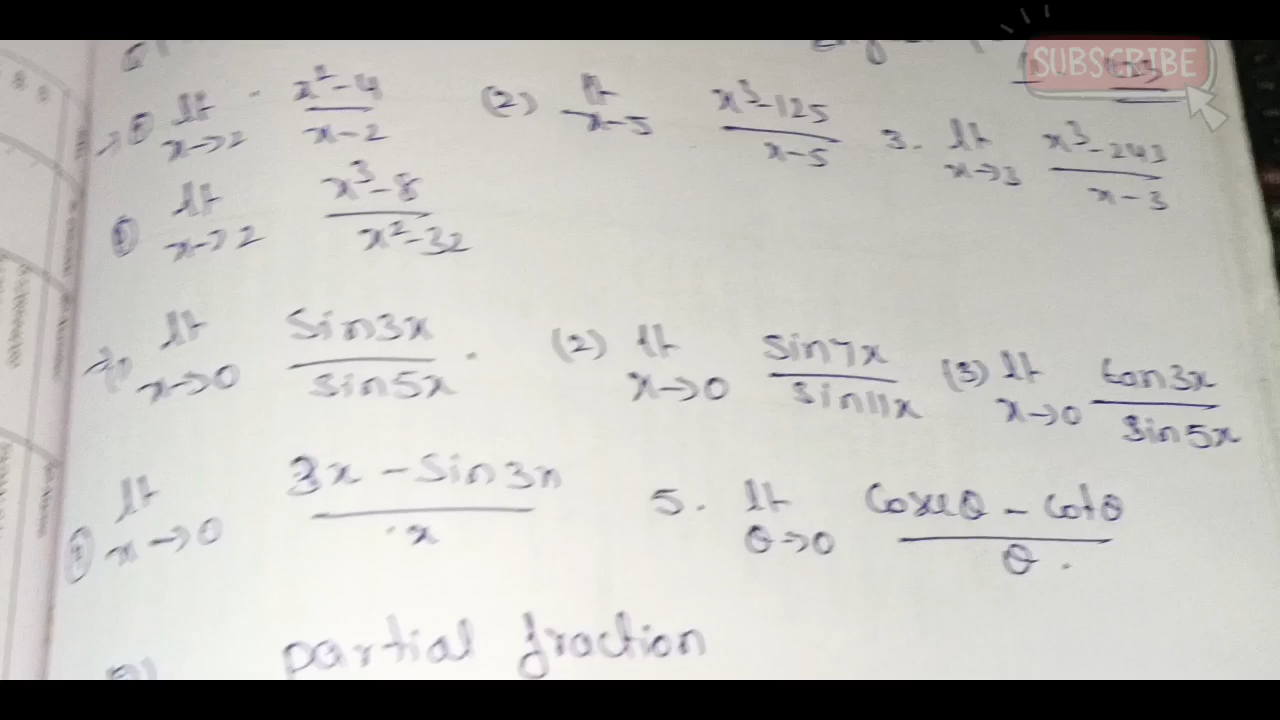 SUBSCRIBE
lt x→2 x²-4 / x-2 (2) lt x-5 x³-125 / x-5 3. lt x→3 x³-243 / x-3
lt x→2 x³-8 / x²-32
lt x→0 sin3x / sin5x . (2) lt x→0 sin7x / sin11x (3) lt x→0 tan3x / sin5x
lt x→0 3x - sin3x / x 5. lt θ→0 Cosecθ - cotθ / θ .
partial fraction